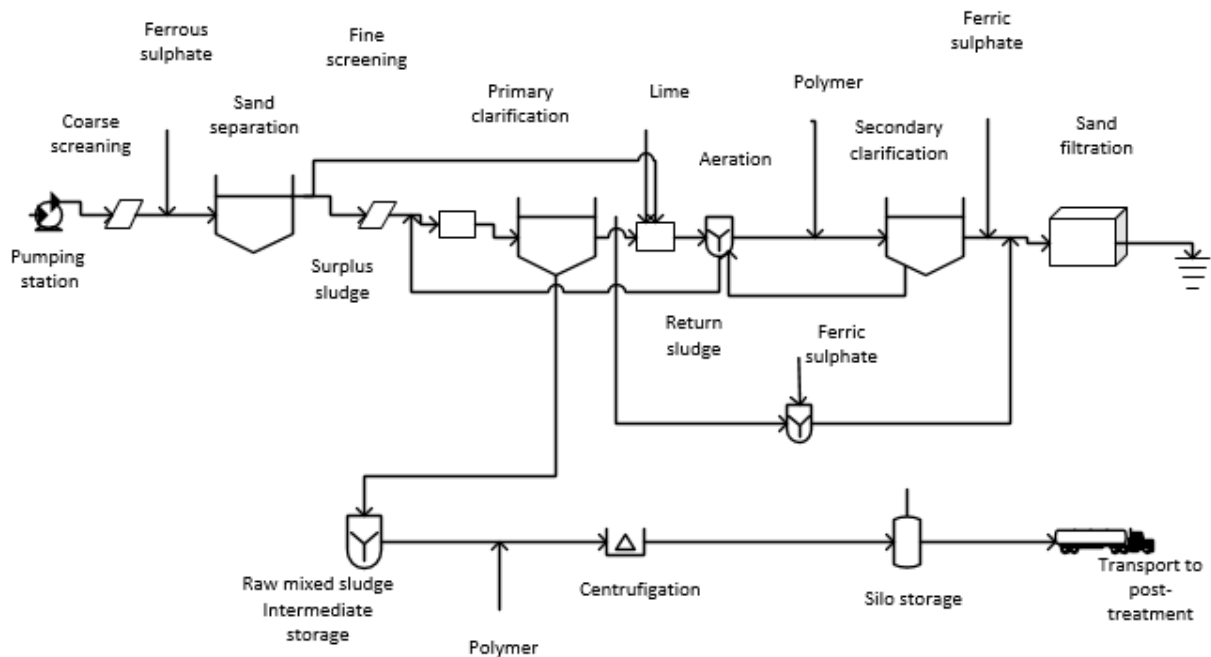 Ferrous
sulphate
Fine
screening
Ferric
sulphate
Coarse
screaning
Sand
separation
Primary
clarification
Lime
Polymer
Aeration
Secondary
clarification
Sand
filtration
Pumping
station
Surplus
sludge
Return
sludge
Ferric
sulphate
Raw mixed sludge
Intermediate
storage
Polymer
Centrufigation
Silo storage
Transport to
post-
treatment